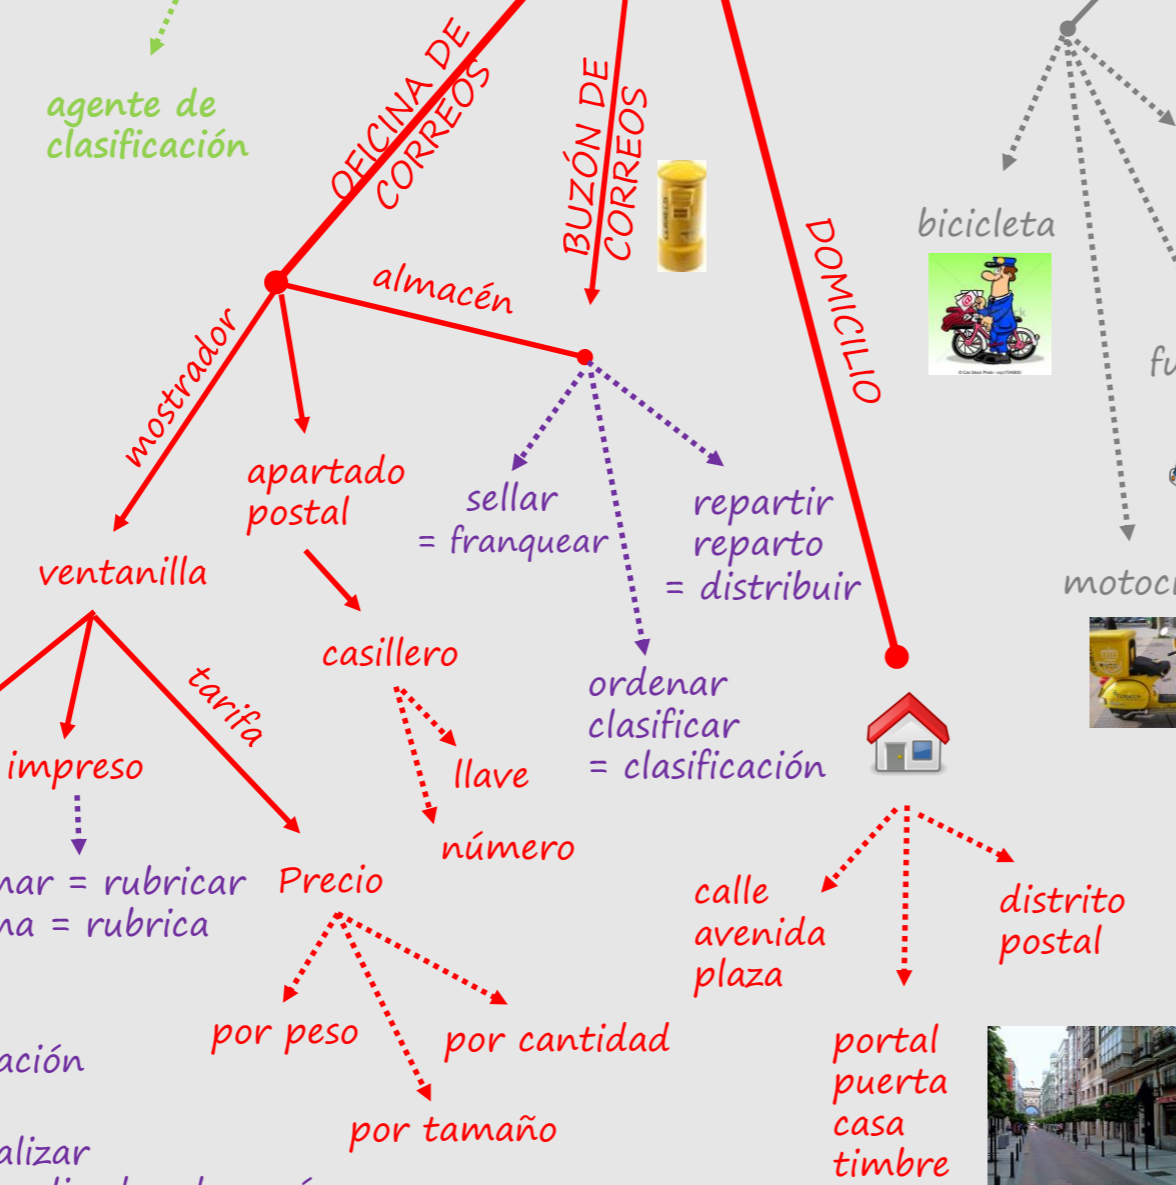 agente de
clasificación
OFICINA DE
CORREOS
BUZÓN DE
CORREOS
DOMICILIO
bicicleta
almacén
mostrador
apartado
postal
sellar
= franquear
repartir
reparto
= distribuir
ventanilla
casillero
tarifa
ordenar
clasificar
= clasificación
impreso
llave
número
= rubricar
= rubrica
Precio
calle
avenida
plaza
distrito
postal
por peso
por cantidad
por tamaño
portal
puerta
casa
timbre